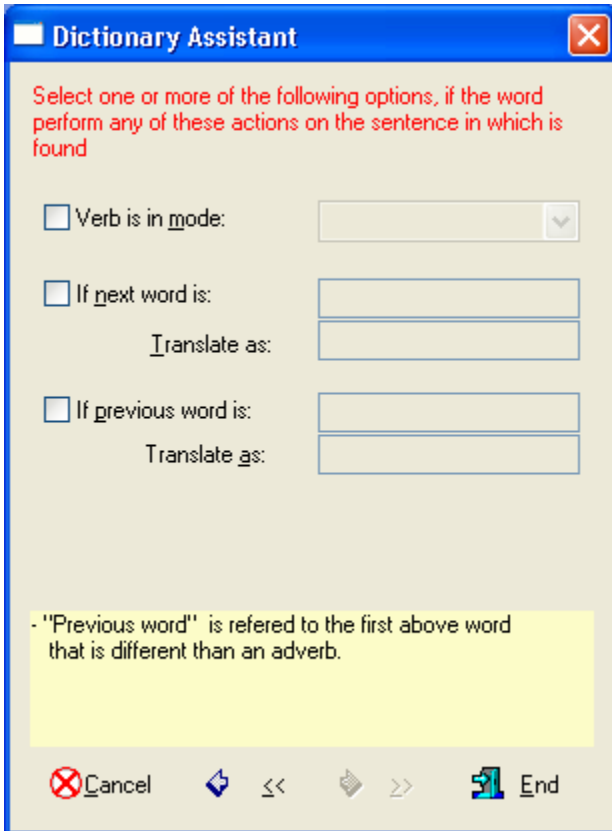 Dictionary Assistant
Select one or more of the following options, if the word
perform any of these actions on the sentence in which is
found
Verb is in mode:
If next word is:
Translate as:
If previous word is:
Translate as:
- "Previous word"  is refered to the first above word
that is different than an adverb.
Cancel << >> End